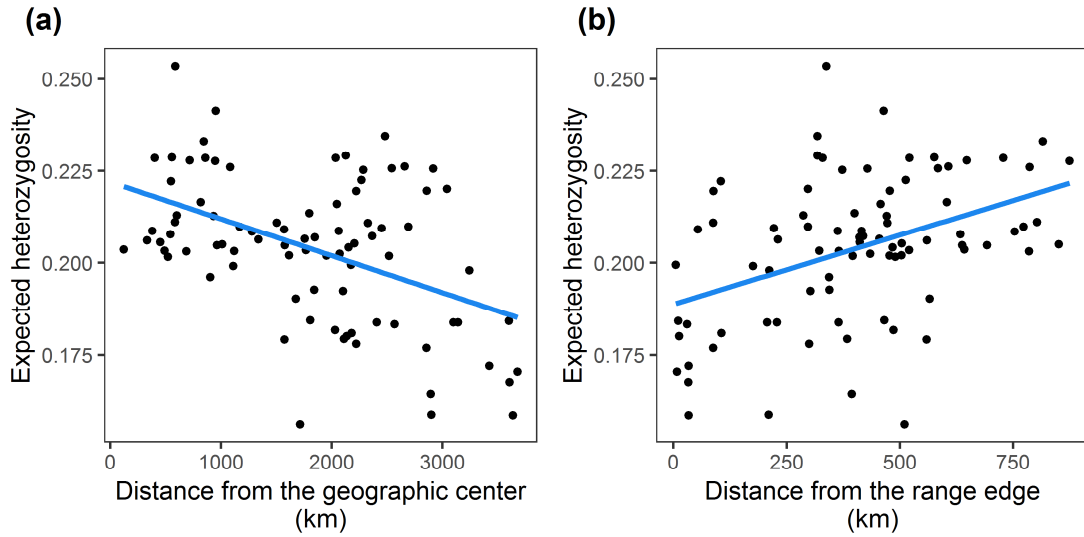 (a)
Expected heterozygosity
0.250
0.225
0.200
0.175
0 1000 2000 3000
Distance from the geographic center
(km)
(b)
Expected heterozygosity
0.250
0.225
0.200
0.175
0 250 500 750
Distance from the range edge
(km)